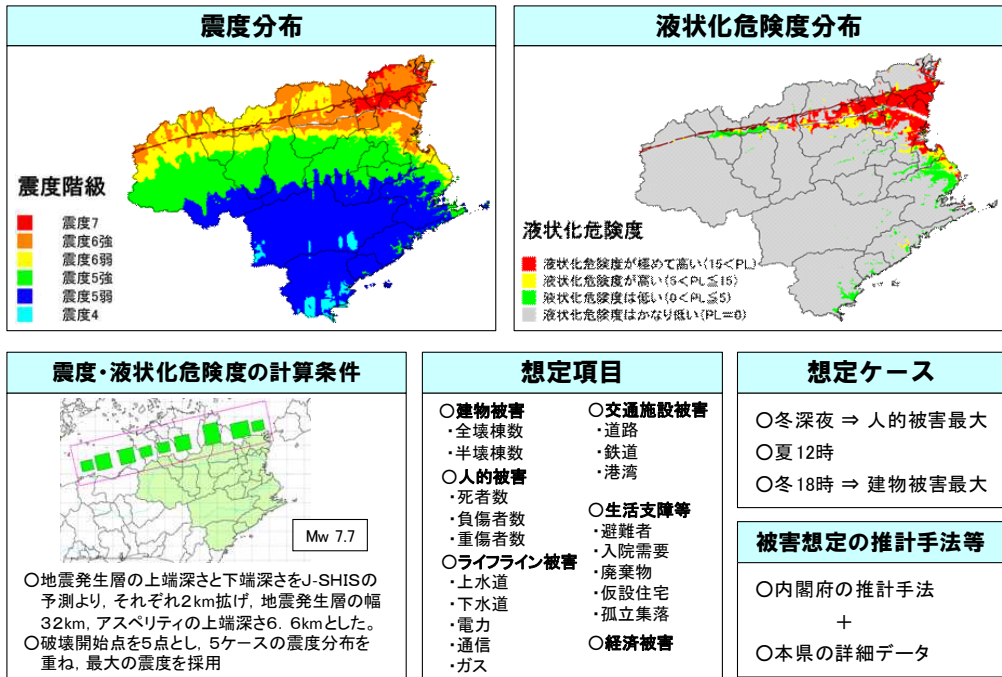 震度分布
震度階級
震度7
震度6強
震度6弱
震度5強
震度5弱
震度4
液状化危険度分布
液状化危険度
液状化危険度が極めて高い(15<PL)
液状化危険度が高い(5<PL≦15)
液状化危険度は低い(0<PL≦5)
液状化危険度はかなり低い(PL=0)
震度・液状化危険度の計算条件
Mw 7.7
○地震発生層の上端深さと下端深さをJ-SHISの
予測より，それぞれ2km拡げ，地震発生層の幅
32km，アスペリティの上端深さ6．6kmとした。
○破壊開始点を5点とし，5ケースの震度分布を
重ね，最大の震度を採用
想定項目
○建物被害
・全壊棟数
・半壊棟数
○人的被害
・死者数
・負傷者数
・重傷者数
○ライフライン被害
・上水道
・下水道
・電力
・通信
・ガス
○交通施設被害
・道路
・鉄道
・港湾
○生活支障等
・避難者
・入院需要
・廃棄物
・仮設住宅
・孤立集落
○経済被害
想定ケース
○冬深夜 ⇒ 人的被害最大
○夏12時
○冬18時 ⇒ 建物被害最大
被害想定の推計手法等
○内閣府の推計手法
＋
○本県の詳細データ